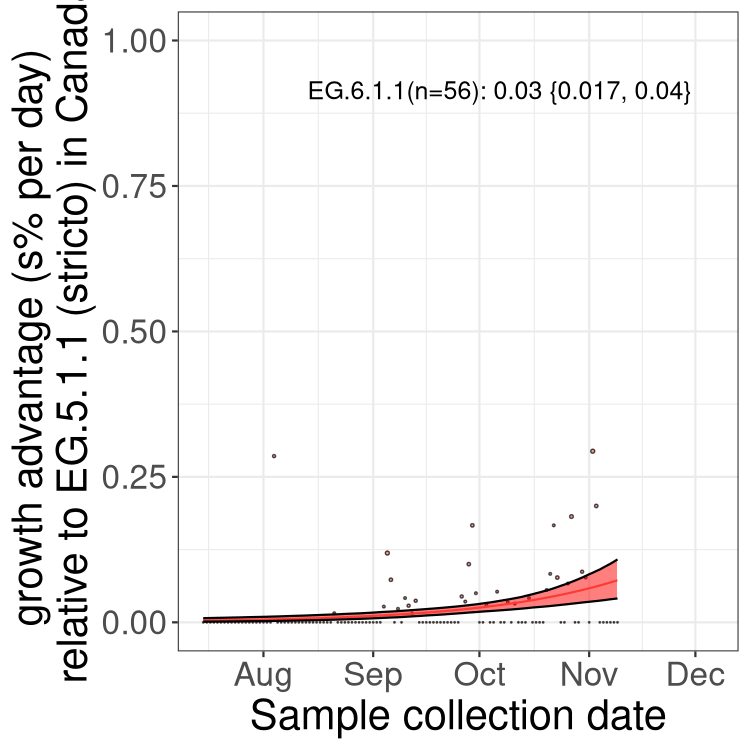 growth advantage (s% per day)
relative to EG.5.1.1 (stricto) in Canada
1.00
0.75
0.50
0.25
0.00
EG.6.1.1(n=56): 0.03 {0.017, 0.04}
Aug Sep Oct Nov Dec
Sample collection date